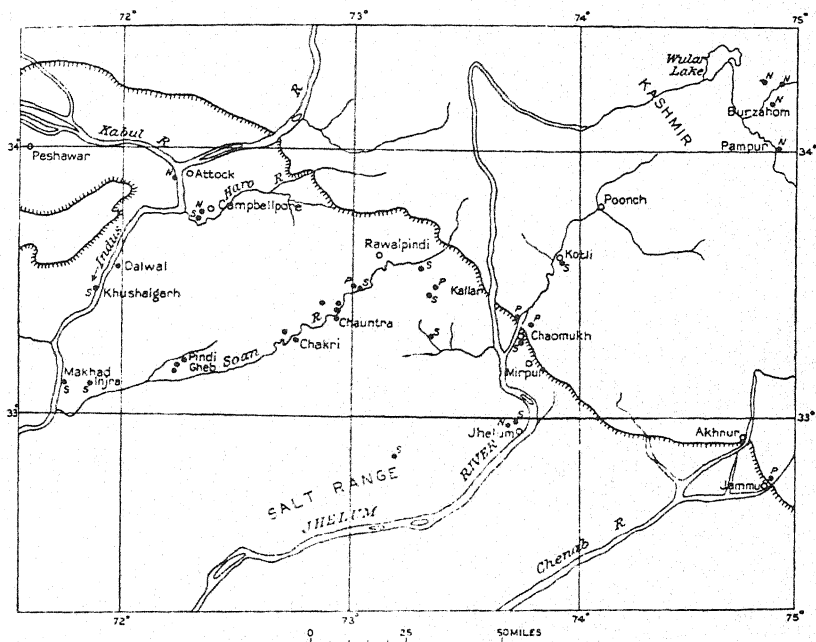 72° 73° 74° 75°
Wular
Lake
KASHMIR
N
N
Burzahom
N
Kabul R
R
34° 34°
Peshawar
Pampur
N
N
Attock
Haro R
N
S
Campbellpore
Poonch
Indus
Rawalpindi
Kotli
S
Dalwal
S
S
Khushalgarh
P
S
P
S
Kallar
P
P
R
Chauntra
Chaomukh
S
S
Chakri
Pindi
Gheb
Soan
Mirpur
Makhad
S
S
Injra
33° 33°
N
S
Jhelum
Akhnur
S
SALT RANGE
JHELUM RIVER
P
Jammu
Chenab R
72° 73° 74° 75°
0 25 50MILES